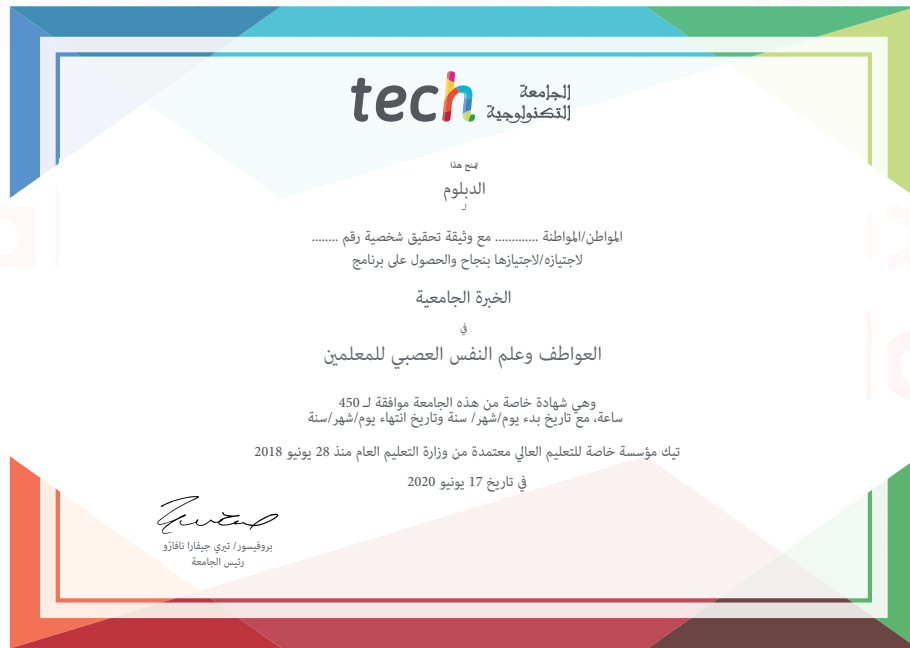 tech الجامعة
التكنولوجية
يمنح هذا
الدبلوم
لـ
المواطن/المواطنة ............. مع وثيقة تحقيق شخصية رقم ........
لاجتيازه/لاجتيازها بنجاح والحصول على برنامج
الخبرة الجامعية
في
العواطف وعلم النفس العصبي للمعلمين
وهي شهادة خاصة من هذه الجامعة موافقة لـ 450
ساعة، مع تاريخ بدء يوم/شهر/ سنة وتاريخ انتهاء يوم/شهر/سنة
تيك مؤسسة خاصة للتعليم العالي معتمدة من وزارة التعليم العام منذ 28 يونيو 2018
في تاريخ 17 يونيو 2020
بروفيسور/ تيري جيفارا نافارّو
رئيس الجامعة